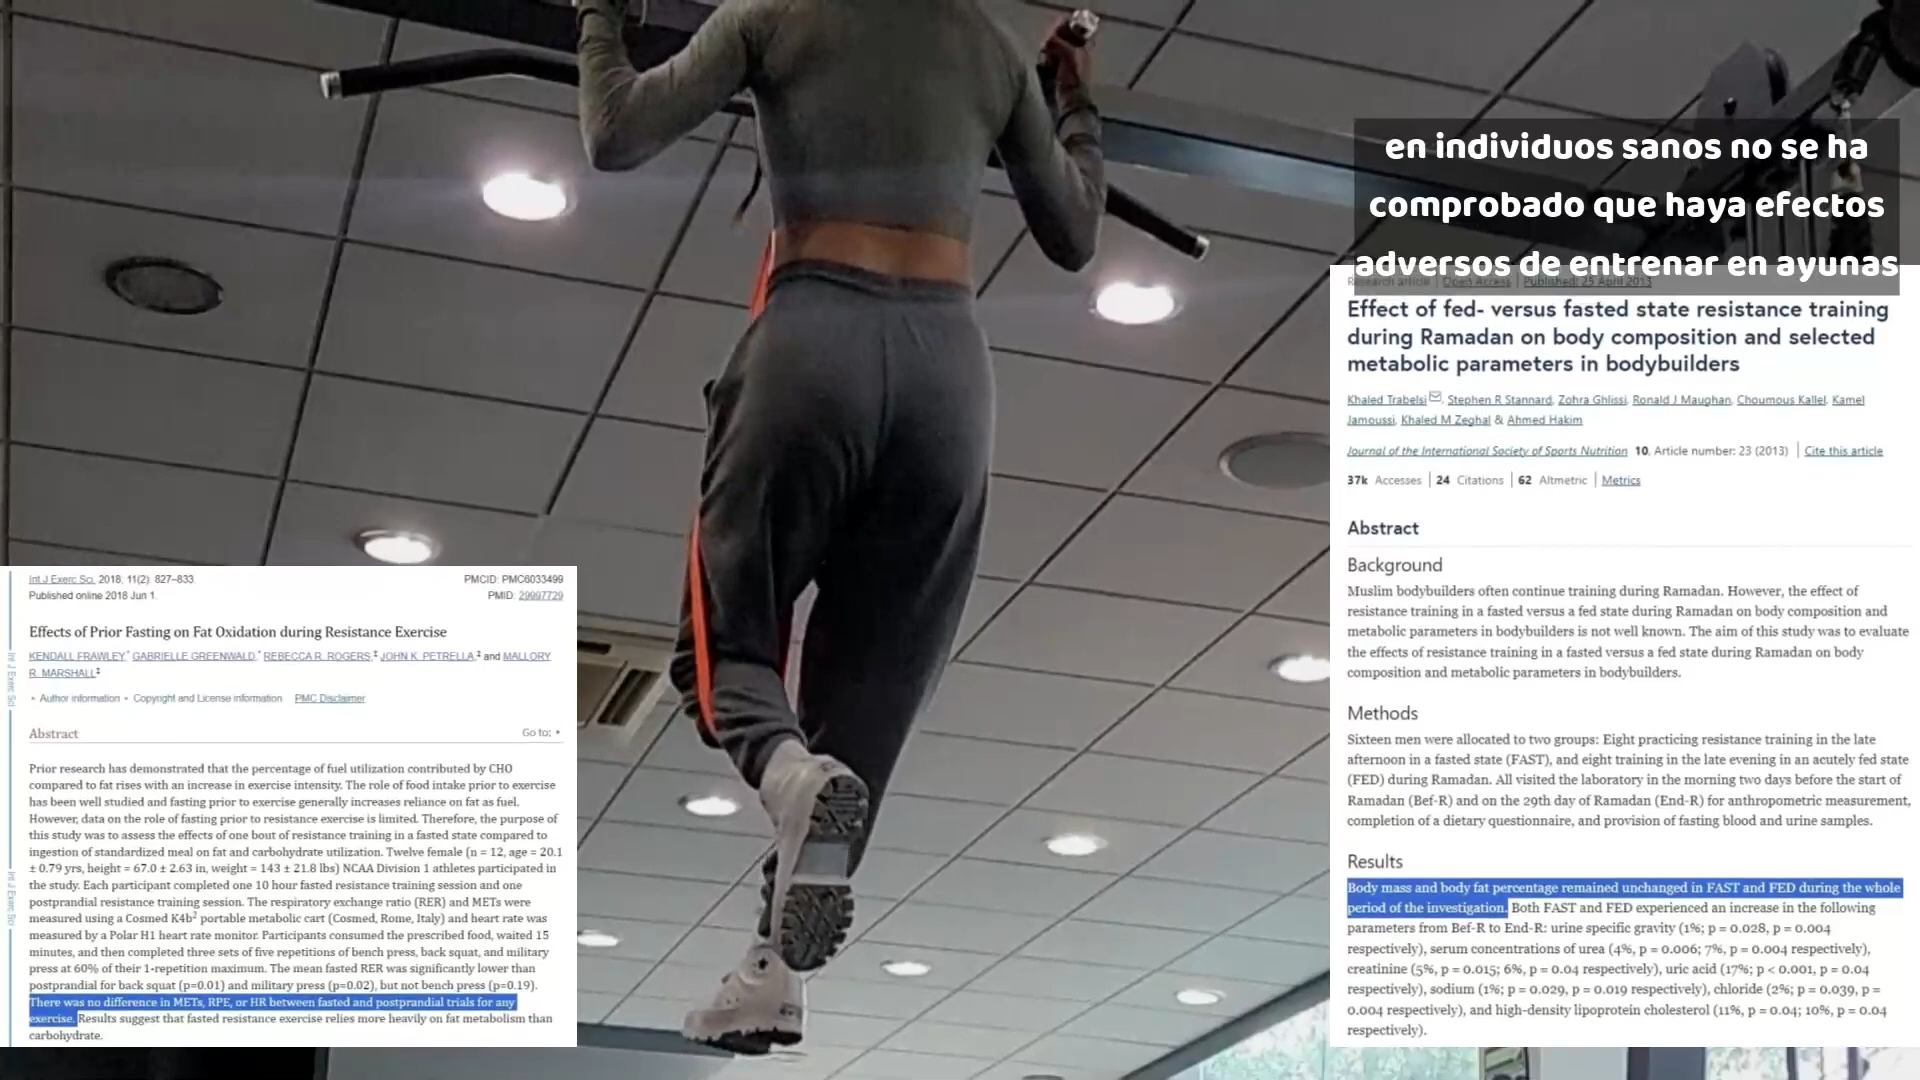 en individuos sanos no se ha
comprobado que haya efectos
adversos de entrenar en ayunas
Research article | Open Access | Published: 25 April 2013
Effect of fed- versus fasted state resistance training
during Ramadan on body composition and selected
metabolic parameters in bodybuilders
Khaled Trabelsi, Stephen R Stannard, Zohra Ghlissi, Ronald J Maughan, Choumous Kallel, Kamel
Jamoussi, Khaled M Zeghal & Ahmed Hakim
Journal of the International Society of Sports Nutrition 10, Article number: 23 (2013) | Cite this article
37k Accesses | 24 Citations | 62 Altmetric | Metrics
Abstract
Background
Muslim bodybuilders often continue training during Ramadan. However, the effect of
resistance training in a fasted versus a fed state during Ramadan on body composition and
metabolic parameters in bodybuilders is not well known. The aim of this study was to evaluate
the effects of resistance training in a fasted versus a fed state during Ramadan on body
composition and metabolic parameters in bodybuilders.
Methods
Sixteen men were allocated to two groups: Eight practicing resistance training in the late
afternoon in a fasted state (FAST), and eight training in the late evening in an acutely fed state
(FED) during Ramadan. All visited the laboratory in the morning two days before the start of
Ramadan (Bef-R) and on the 29th day of Ramadan (End-R) for anthropometric measurement,
completion of a dietary questionnaire, and provision of fasting blood and urine samples.
Results
Body mass and body fat percentage remained unchanged in FAST and FED during the whole
period of the investigation. Both FAST and FED experienced an increase in the following
parameters from Bef-R to End-R: urine specific gravity (1%; p = 0.028, p = 0.004
respectively), serum concentrations of urea (4%, p = 0.006; 7%, p = 0.004 respectively),
creatinine (5%, p = 0.015; 6%, p = 0.04 respectively), uric acid (17%; p < 0.001, p = 0.04
respectively), sodium (1%; p = 0.029, p = 0.019 respectively), chloride (2%; p = 0.039, p =
0.004 respectively), and high-density lipoprotein cholesterol (11%, p = 0.04; 10%, p = 0.04
respectively).
Int J Exerc Sci. 2018; 11(2): 827–833. PMCID: PMC6033499
Published online 2018 Jun 1. PMID: 29997729
Effects of Prior Fasting on Fat Oxidation during Resistance Exercise
KENDALL FRAWLEY,* GABRIELLE GREENWALD,* REBECCA R. ROGERS,‡ JOHN K. PETRELLA,‡ and MALLORY
R. MARSHALL‡
▸ Author information ▸ Copyright and License information PMC Disclaimer
Abstract Go to: ▸
Prior research has demonstrated that the percentage of fuel utilization contributed by CHO
compared to fat rises with an increase in exercise intensity. The role of food intake prior to exercise
has been well studied and fasting prior to exercise generally increases reliance on fat as fuel.
However, data on the role of fasting prior to resistance exercise is limited. Therefore, the purpose of
this study was to assess the effects of one bout of resistance training in a fasted state compared to
ingestion of standardized meal on fat and carbohydrate utilization. Twelve female (n = 12, age = 20.1
± 0.79 yrs, height = 67.0 ± 2.63 in, weight = 143 ± 21.8 lbs) NCAA Division 1 athletes participated in
the study. Each participant completed one 10 hour fasted resistance training session and one
postprandial resistance training session. The respiratory exchange ratio (RER) and METs were
measured using a Cosmed K4b2 portable metabolic cart (Cosmed, Rome, Italy) and heart rate was
measured by a Polar H1 heart rate monitor. Participants consumed the prescribed food, waited 15
minutes, and then completed three sets of five repetitions of bench press, back squat, and military
press at 60% of their 1-repetition maximum. The mean fasted RER was significantly lower than
postprandial for back squat (p=0.01) and military press (p=0.02), but not bench press (p=0.19).
There was no difference in METs, RPE, or HR between fasted and postprandial trials for any
exercise. Results suggest that fasted resistance exercise relies more heavily on fat metabolism than
carbohydrate.
Int J Exerc Sci
Int J Exerc Sci